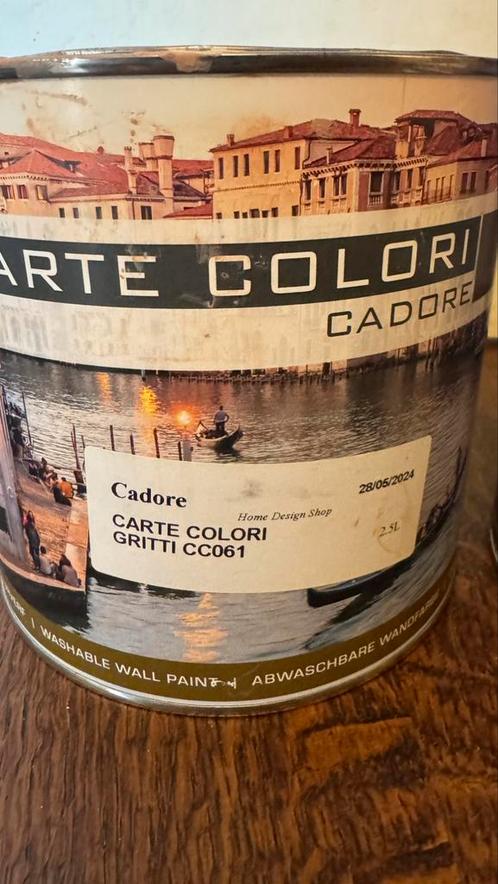 ARTE COLORI
CADORE
Cadore
28/05/2024
Home Design Shop
CARTE COLORI
2.5L
GRITTI CC061
| WASHABLE WALL PAINT
ABWASCHBARE WANDFARBE